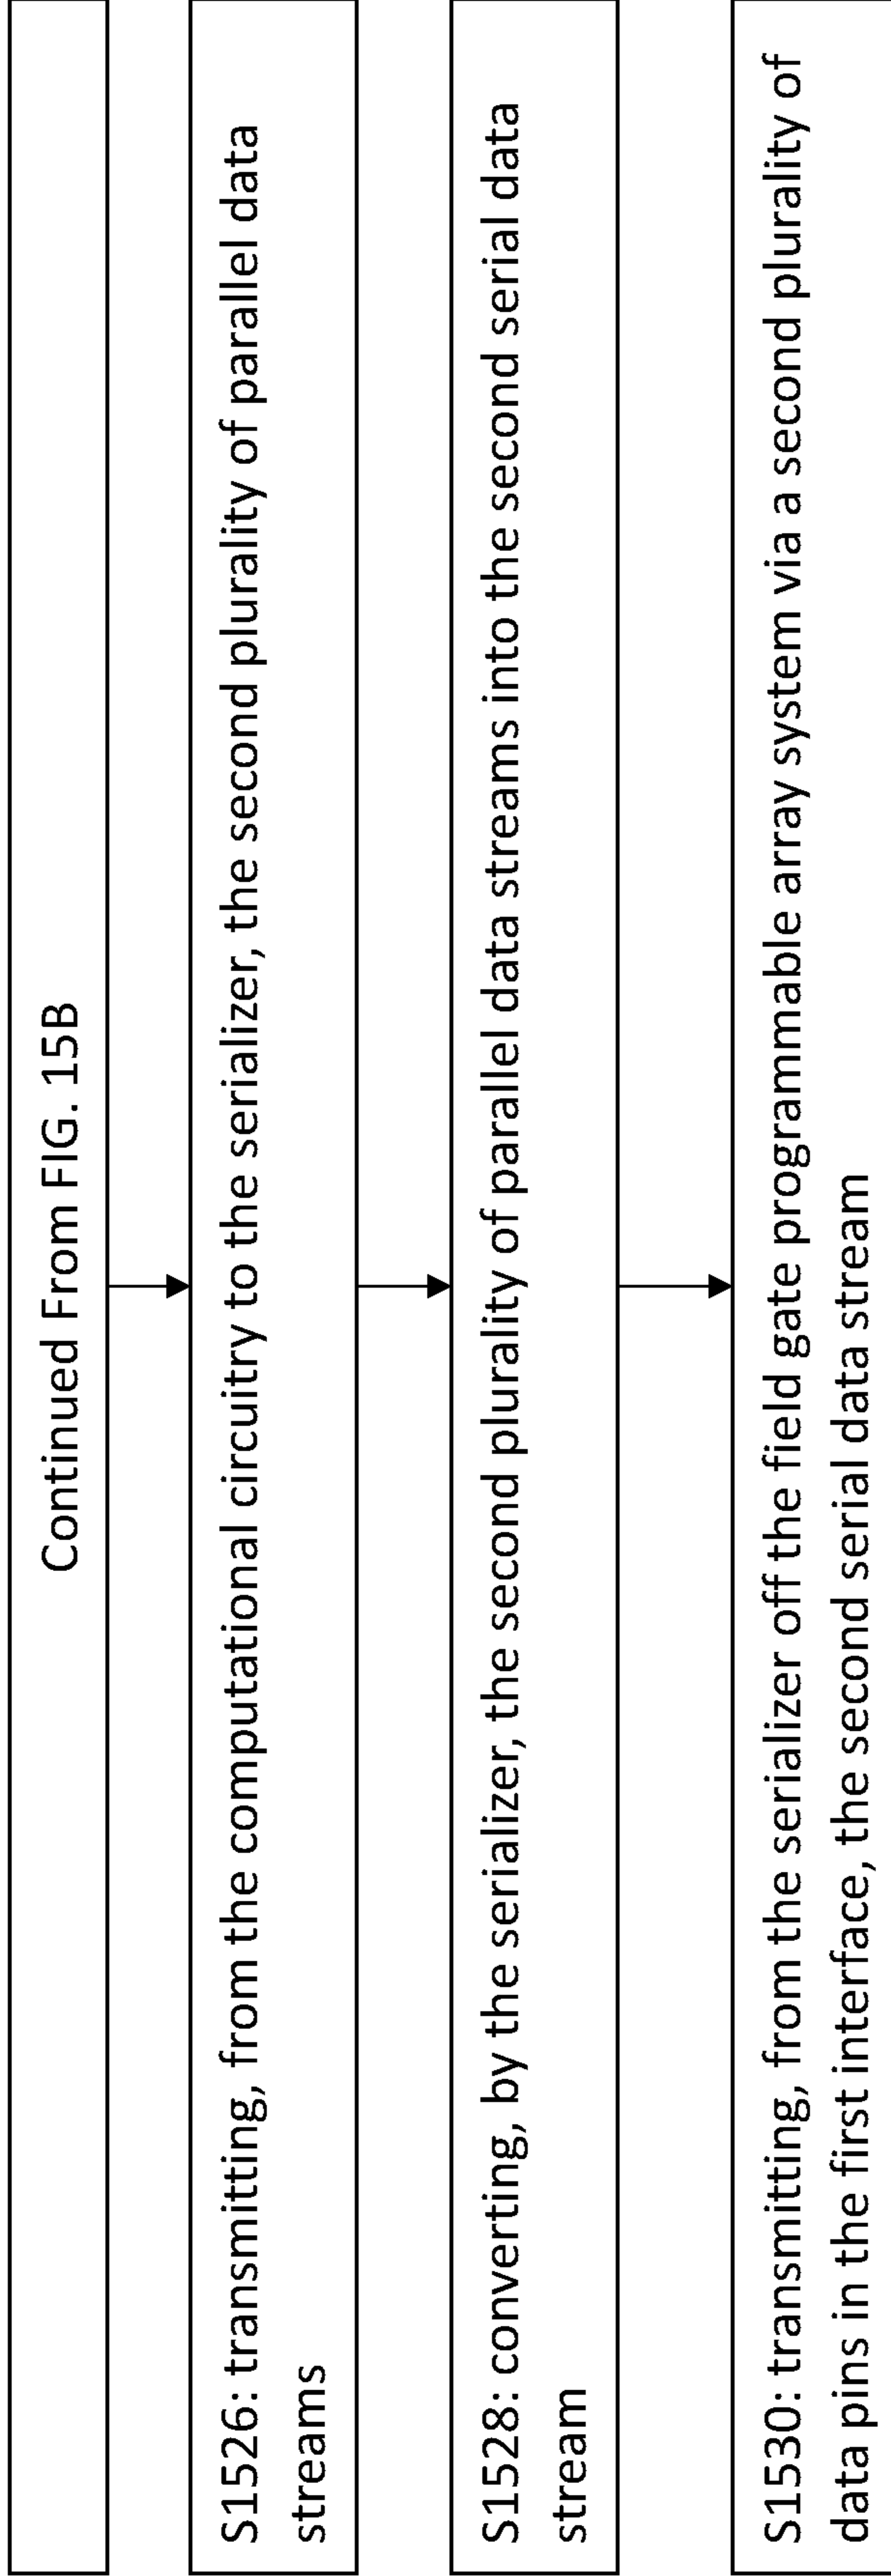 Continued From FIG. 15B
S1526: transmitting, from the computational circuitry to the serializer, the second plurality of parallel data
streams
S1528: converting, by the serializer, the second plurality of parallel data streams into the second serial data
stream
S1530: transmitting, from the serializer off the field gate programmable array system via a second plurality of
data pins in the first interface, the second serial data stream